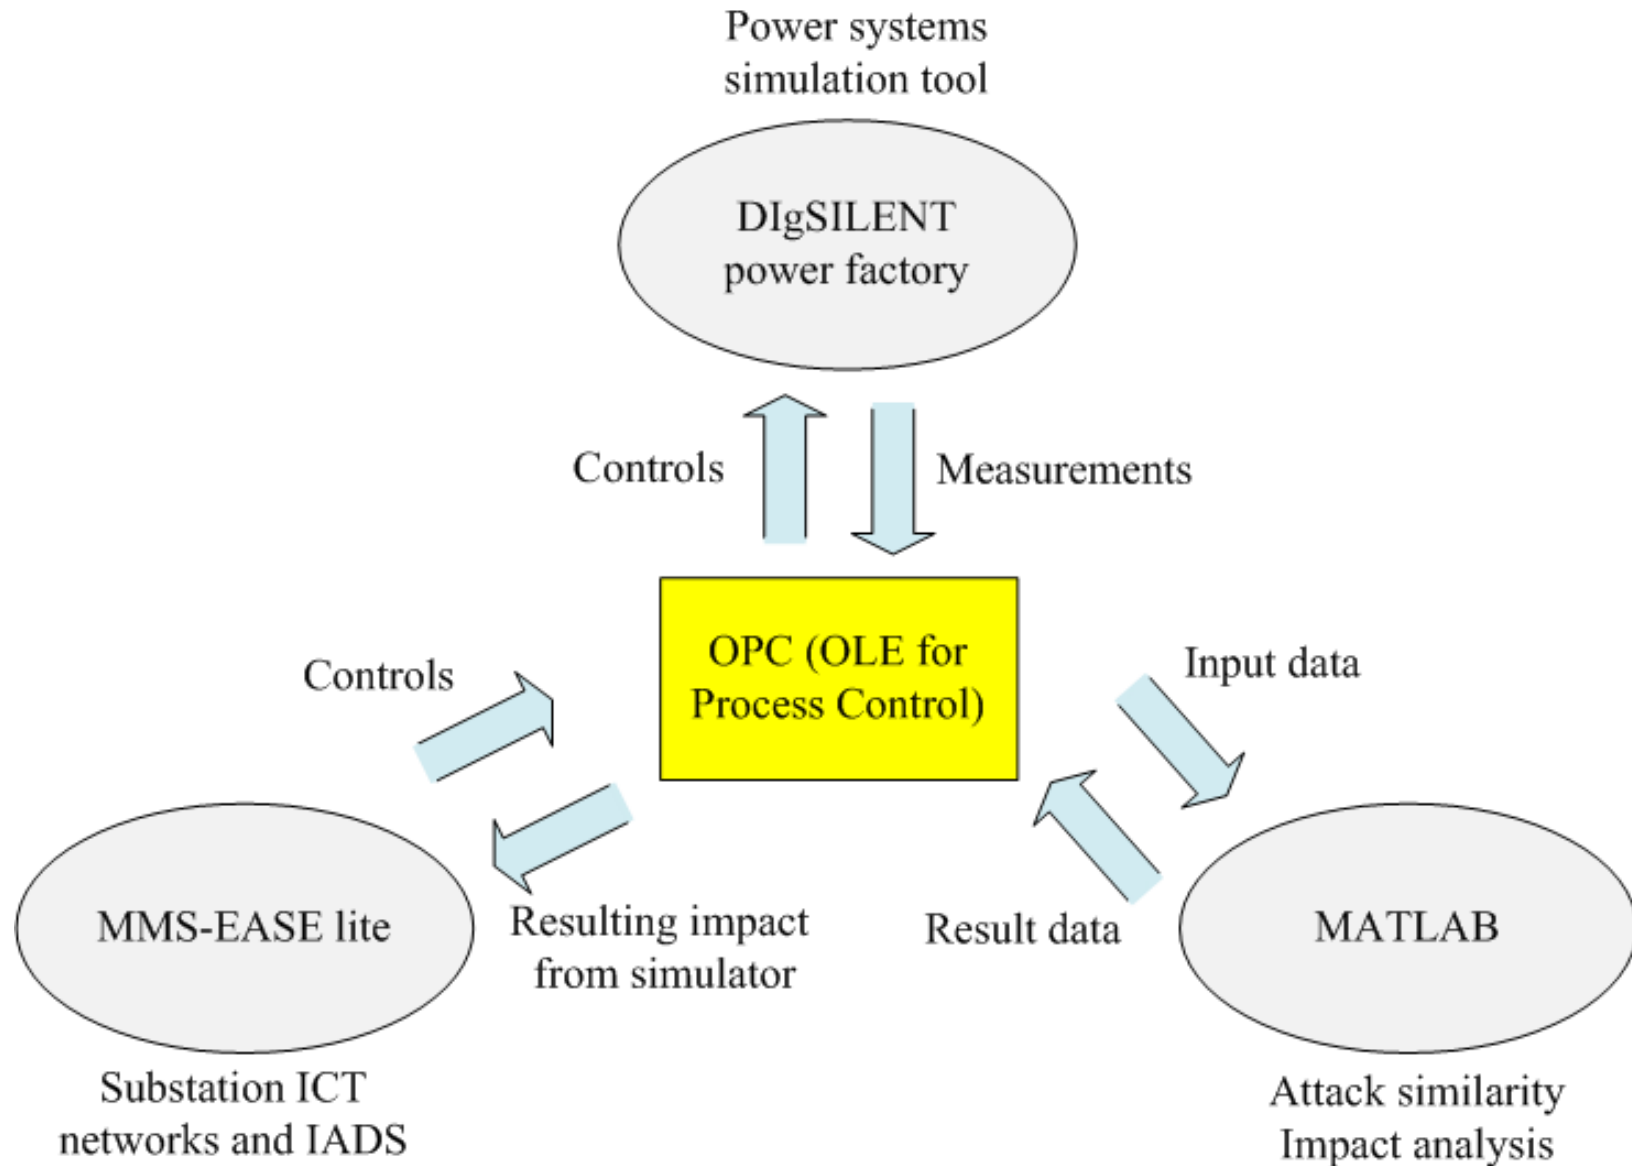 Power systems
simulation tool
DIgSILENT
power factory
Controls
Measurements
OPC (OLE for
Process Control)
Controls
Input data
MMS-EASE lite
Resulting impact
from simulator
Result data
MATLAB
Substation ICT
networks and IADS
Attack similarity
Impact analysis